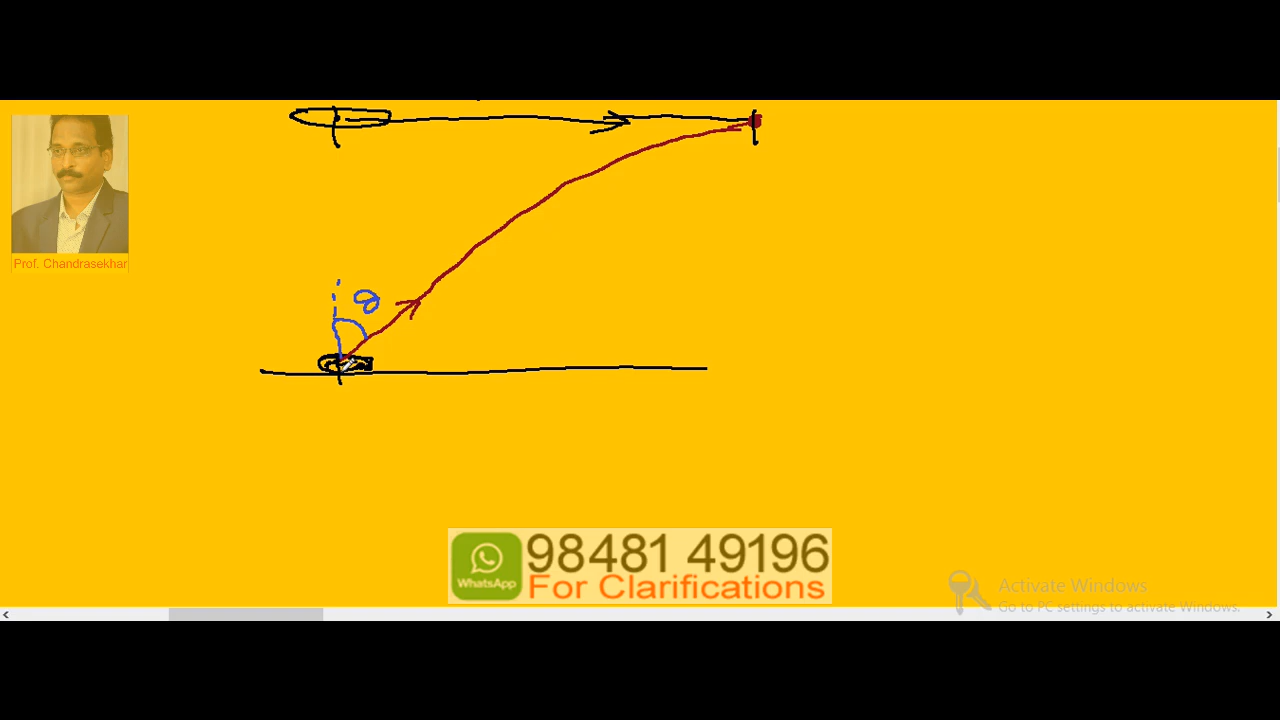 Prof. Chandrasekhar
θ
98481 49196
WhatsApp
For Clarifications
Activate Windows
Go to PC settings to activate Windows.